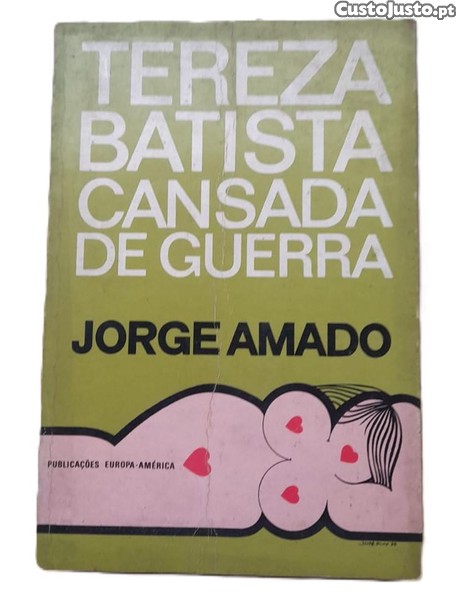 CustoJusto.pt
TEREZA
BATISTA
CANSADA
DE GUERRA
JORGE AMADO
PUBLICAÇÕES EUROPA-AMÉRICA